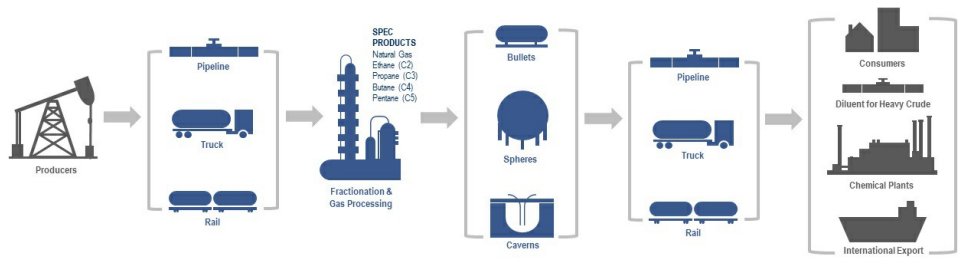 Producers
Pipeline
Truck
Rail
SPEC
PRODUCTS
Natural Gas
Ethane (C2)
Propane (C3)
Butane (C4)
Pentane (C5)
Fractionation &
Gas Processing
Bullets
Spheres
Caverns
Pipeline
Truck
Rail
Consumers
Diluent for Heavy Crude
Chemical Plants
International Export